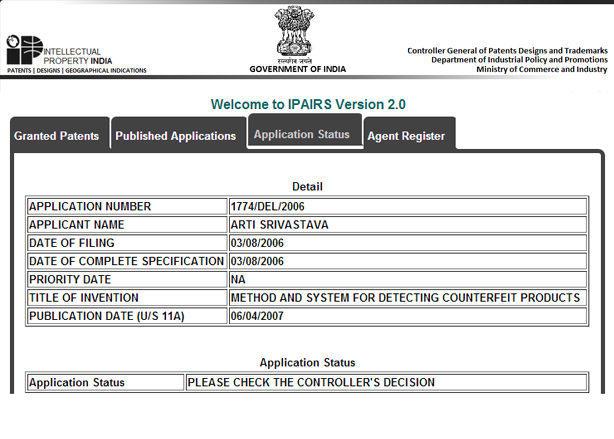 INTELLECTUAL
PROPERTY INDIA
PATENTS | DESIGNS | GEOGRAPHICAL INDICATIONS
सत्यमेव जयते
GOVERNMENT OF INDIA
Controller General of Patents Designs and Trademarks
Department of Industrial Policy and Promotions
Ministry of Commerce and Industry
Welcome to IPAIRS Version 2.0
Granted Patents Published Applications Application Status Agent Register
Detail
APPLICATION NUMBER 1774/DEL/2006
APPLICANT NAME ARTI SRIVASTAVA
DATE OF FILING 03/08/2006
DATE OF COMPLETE SPECIFICATION 03/08/2006
PRIORITY DATE NA
TITLE OF INVENTION METHOD AND SYSTEM FOR DETECTING COUNTERFEIT PRODUCTS
PUBLICATION DATE (U/S 11A) 06/04/2007
Application Status
Application Status PLEASE CHECK THE CONTROLLER'S DECISION